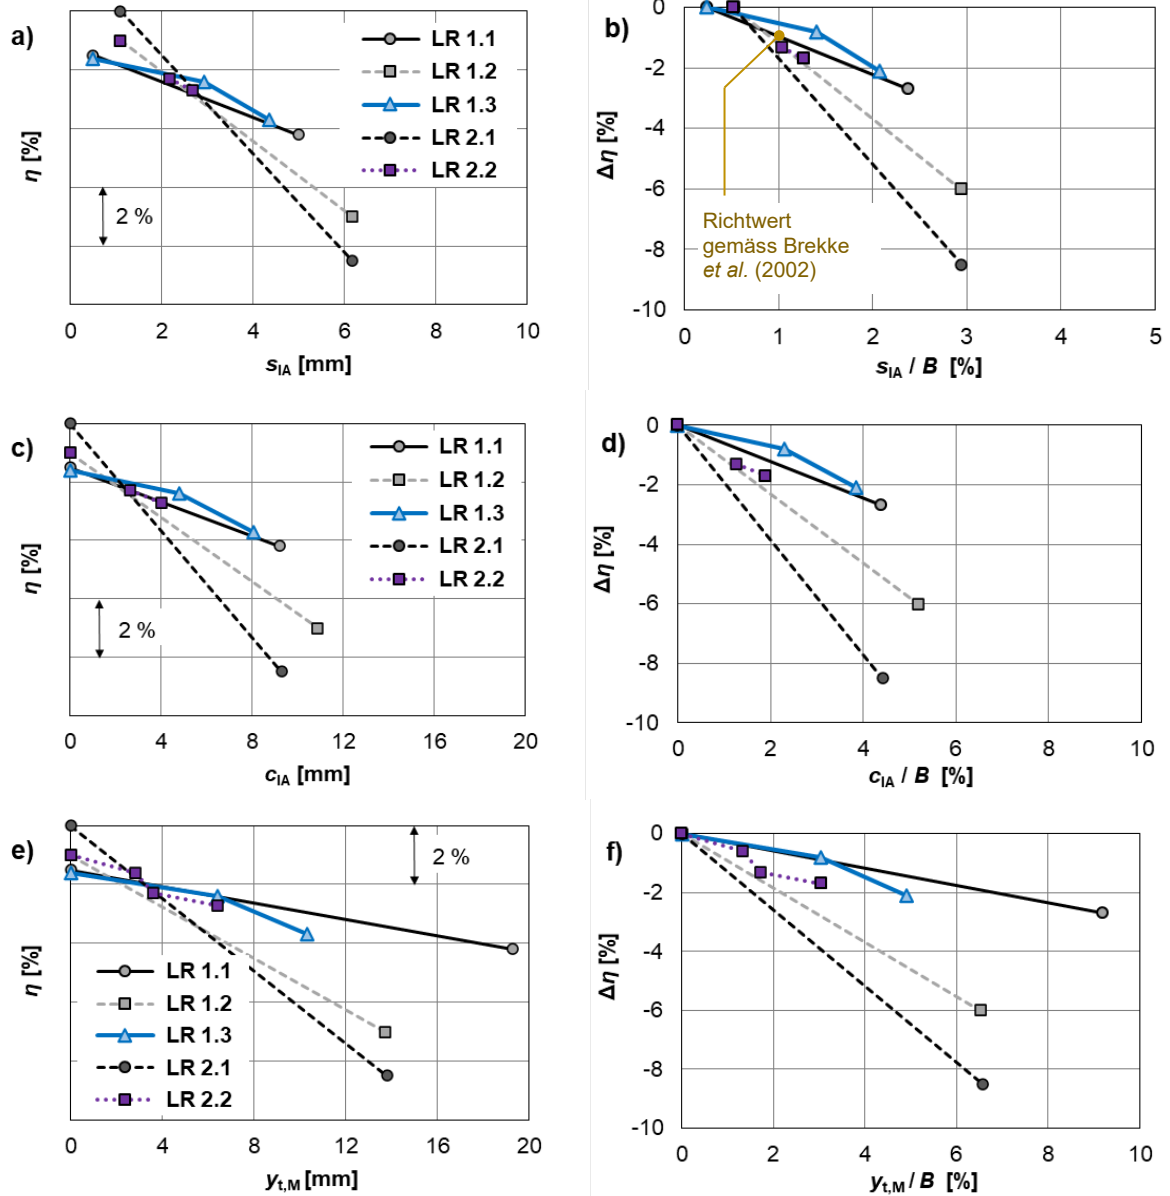 a)
η [%]
2 %
LR 1.1
LR 1.2
LR 1.3
LR 2.1
LR 2.2
0 2 4 6 8 10
sIA [mm]
b)
Δη [%]
0
-2
-4
-6
-8
-10
Richtwert
gemäss Brekke
et al. (2002)
0 1 2 3 4 5
sIA / B [%]
c)
η [%]
2 %
LR 1.1
LR 1.2
LR 1.3
LR 2.1
LR 2.2
0 4 8 12 16 20
cIA [mm]
d)
Δη [%]
0
-2
-4
-6
-8
-10
0 2 4 6 8 10
cIA / B [%]
e)
η [%]
2 %
LR 1.1
LR 1.2
LR 1.3
LR 2.1
LR 2.2
0 4 8 12 16 20
yt,M [mm]
f)
Δη [%]
0
-2
-4
-6
-8
-10
0 2 4 6 8 10
yt,M / B [%]